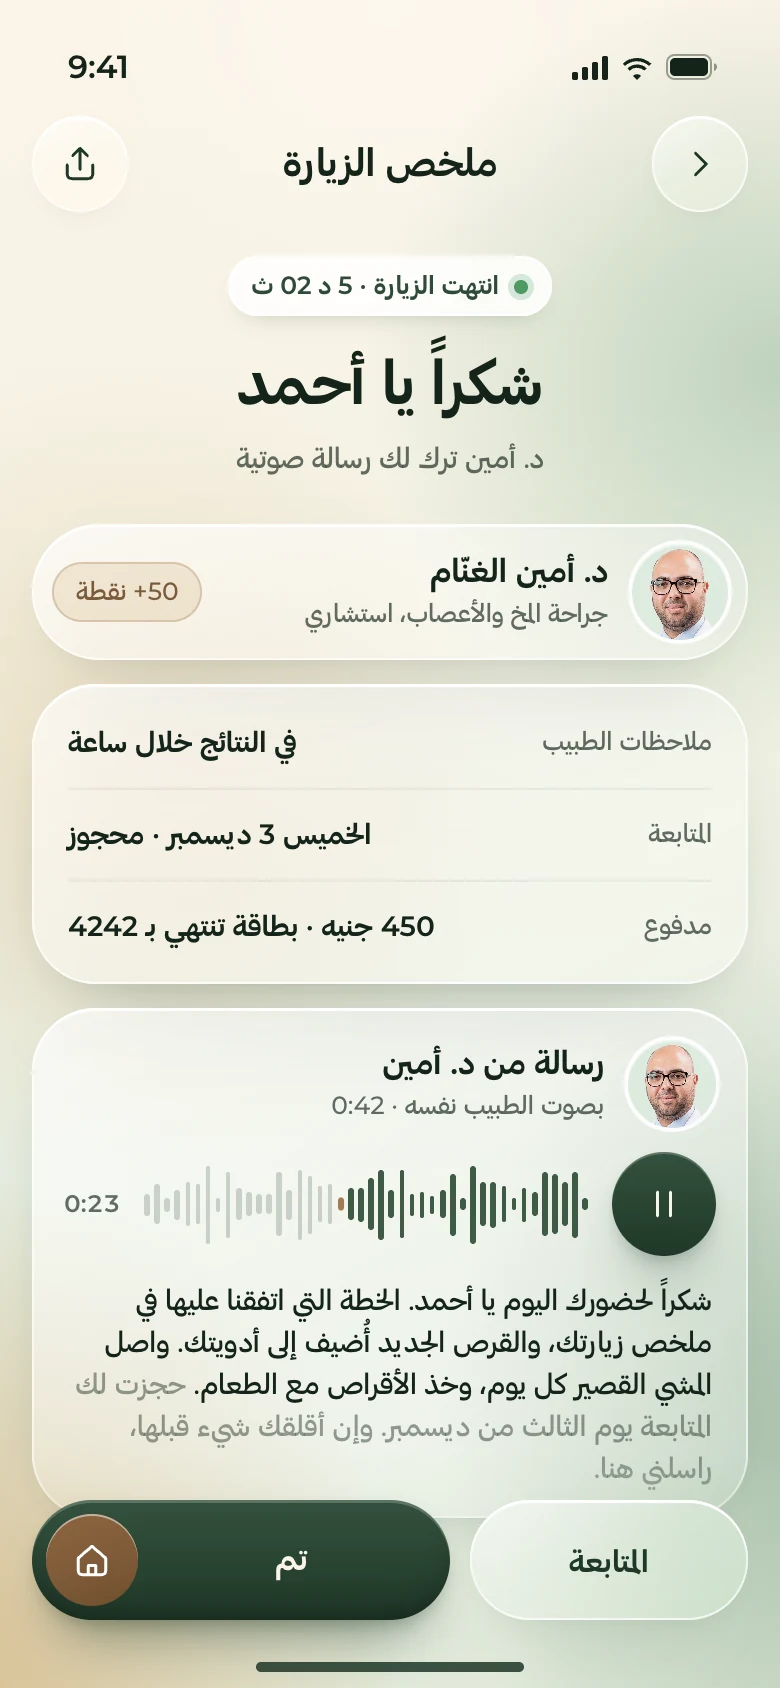 9:41
ملخص الزيارة
انتهت الزيارة · 5 د 02 ث
شكراً يا أحمد
د. أمين ترك لك رسالة صوتية
د. أمين الغنّام
جراحة المخ والأعصاب، استشاري
+50 نقطة
ملاحظات الطبيب
في النتائج خلال ساعة
المتابعة
الخميس 3 ديسمبر · محجوز
مدفوع
450 جنيه · بطاقة تنتهي بـ 4242
رسالة من د. أمين
بصوت الطبيب نفسه · 0:42
0:23
شكراً لحضورك اليوم يا أحمد. الخطة التي اتفقنا عليها في
ملخص زيارتك، والقرص الجديد أُضيف إلى أدويتك. واصل
المشي القصير كل يوم، وخذ الأقراص مع الطعام. حجزت لك
المتابعة يوم الثالث من ديسمبر. وإن أقلقك شيء قبلها،
راسلني هنا.
المتابعة
تم